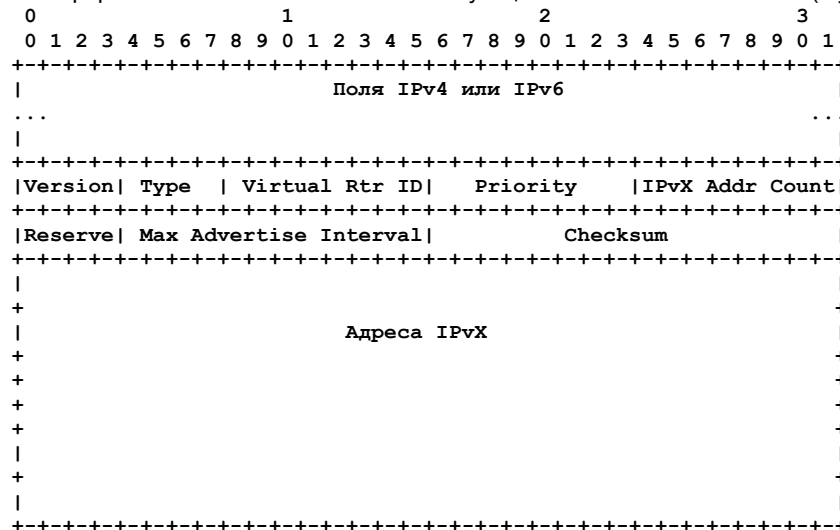 0                   1                   2                   3
0 1 2 3 4 5 6 7 8 9 0 1 2 3 4 5 6 7 8 9 0 1 2 3 4 5 6 7 8 9 0 1
+-+-+-+-+-+-+-+-+-+-+-+-+-+-+-+-+-+-+-+-+-+-+-+-+-+-+-+-+-+-+-+-
| Поля IPv4 или IPv6 |
... ...
| |
+-+-+-+-+-+-+-+-+-+-+-+-+-+-+-+-+-+-+-+-+-+-+-+-+-+-+-+-+-+-+-+-
|Version| Type | Virtual Rtr ID| Priority |IPvX Addr Count|
+-+-+-+-+-+-+-+-+-+-+-+-+-+-+-+-+-+-+-+-+-+-+-+-+-+-+-+-+-+-+-+-
|Reserve| Max Advertise Interval| Checksum |
+-+-+-+-+-+-+-+-+-+-+-+-+-+-+-+-+-+-+-+-+-+-+-+-+-+-+-+-+-+-+-+-
| |
+ +
| Адреса IPvX |
+ +
+ +
+ +
+ +
| |
+ +
| |
+-+-+-+-+-+-+-+-+-+-+-+-+-+-+-+-+-+-+-+-+-+-+-+-+-+-+-+-+-+-+-+-